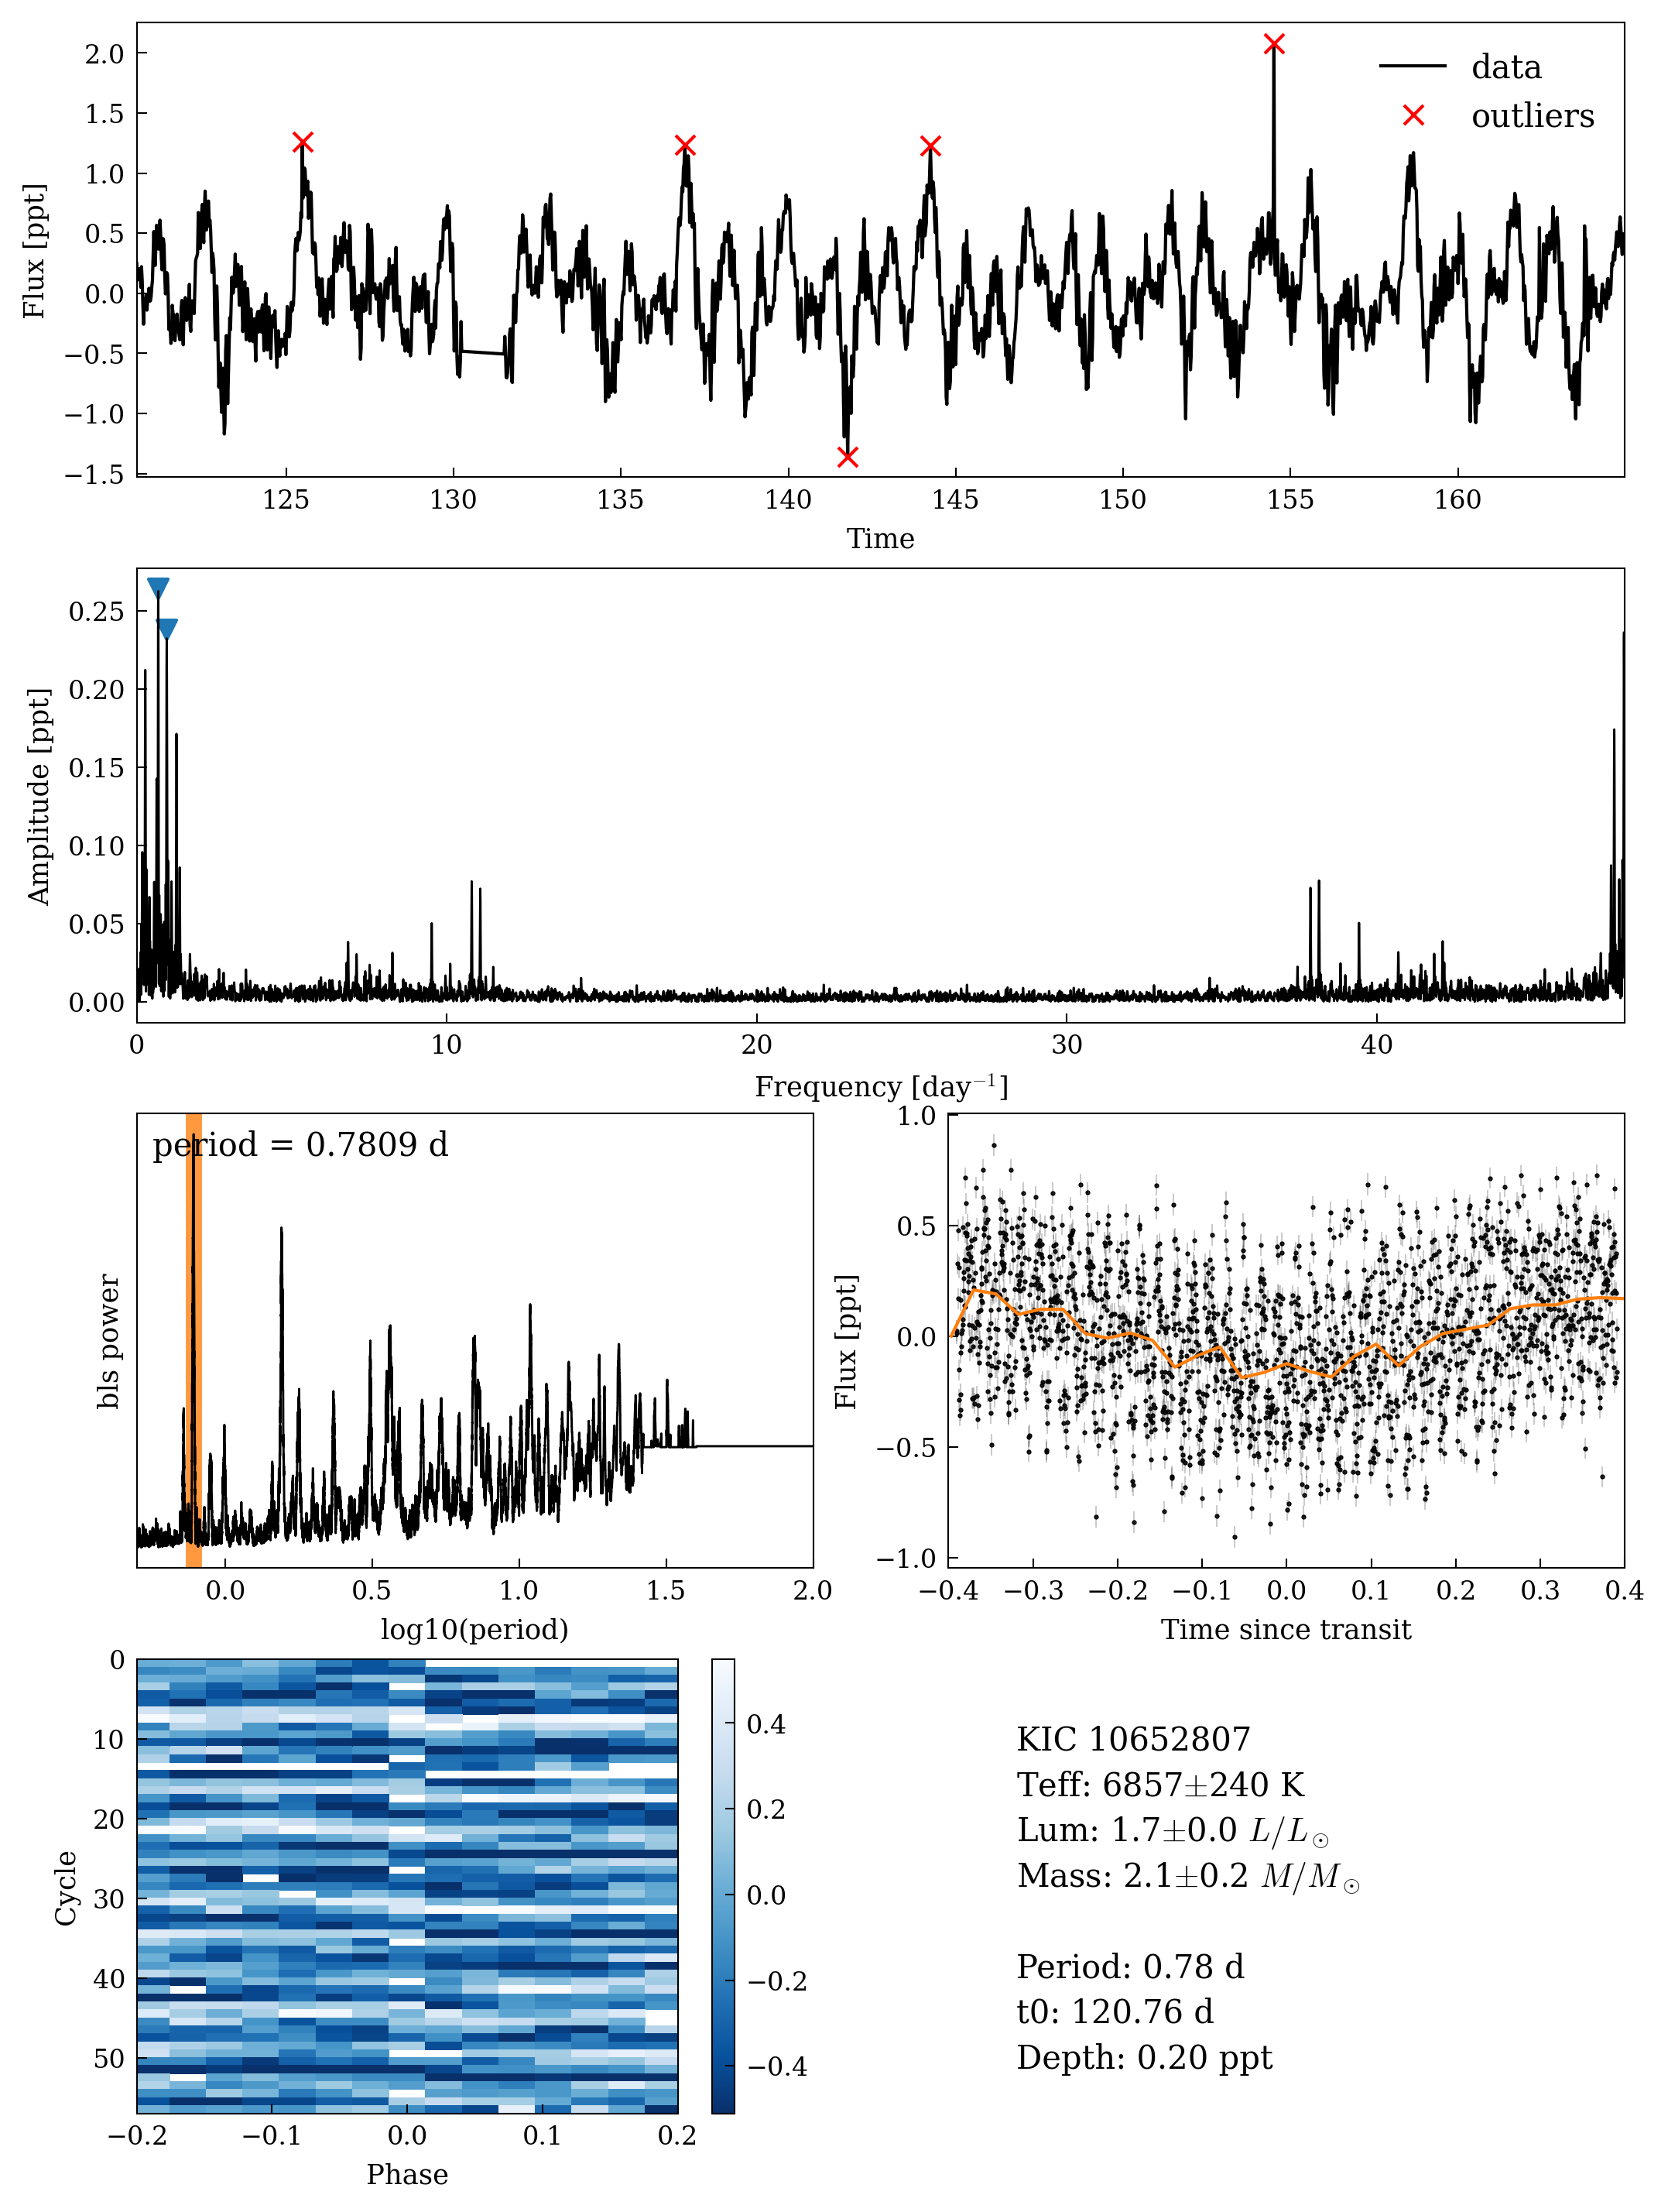 2.0
1.5
1.0
0.5
0.0
−0.5
−1.0
−1.5
Flux [ppt]
data
outliers
125 130 135 140 145 150 155 160
Time
0.25
0.20
0.15
0.10
0.05
0.00
Amplitude [ppt]
0 10 20 30 40
Frequency [day⁻¹]
period = 0.7809 d
bls power
0.0 0.5 1.0 1.5 2.0
log10(period)
1.0
0.5
0.0
−0.5
−1.0
Flux [ppt]
−0.4 −0.3 −0.2 −0.1 0.0 0.1 0.2 0.3 0.4
Time since transit
0
10
20
30
40
50
Cycle
−0.2 −0.1 0.0 0.1 0.2
Phase
0.4
0.2
0.0
−0.2
−0.4
KIC 10652807
Teff: 6857±240 K
Lum: 1.7±0.0 L/L⊙
Mass: 2.1±0.2 M/M⊙
Period: 0.78 d
t0: 120.76 d
Depth: 0.20 ppt